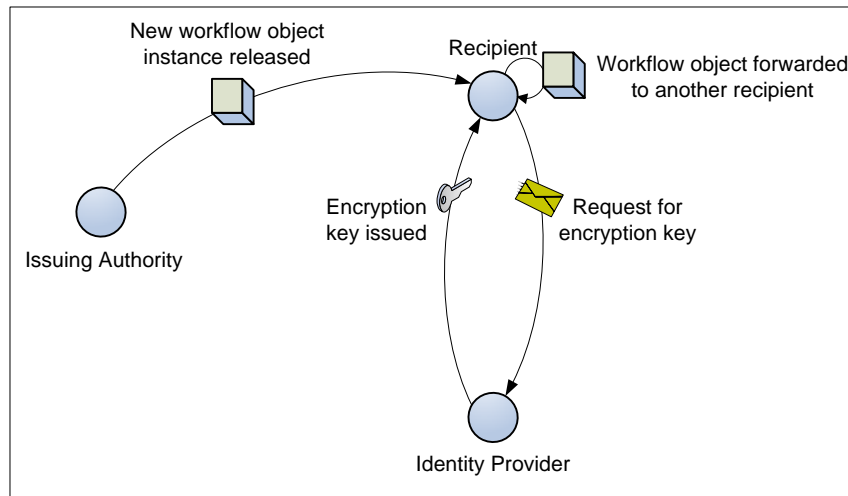 New workflow object
instance released
Recipient
Workflow object forwarded
to another recipient
Encryption
key issued
Request for
encryption key
Issuing Authority
Identity Provider